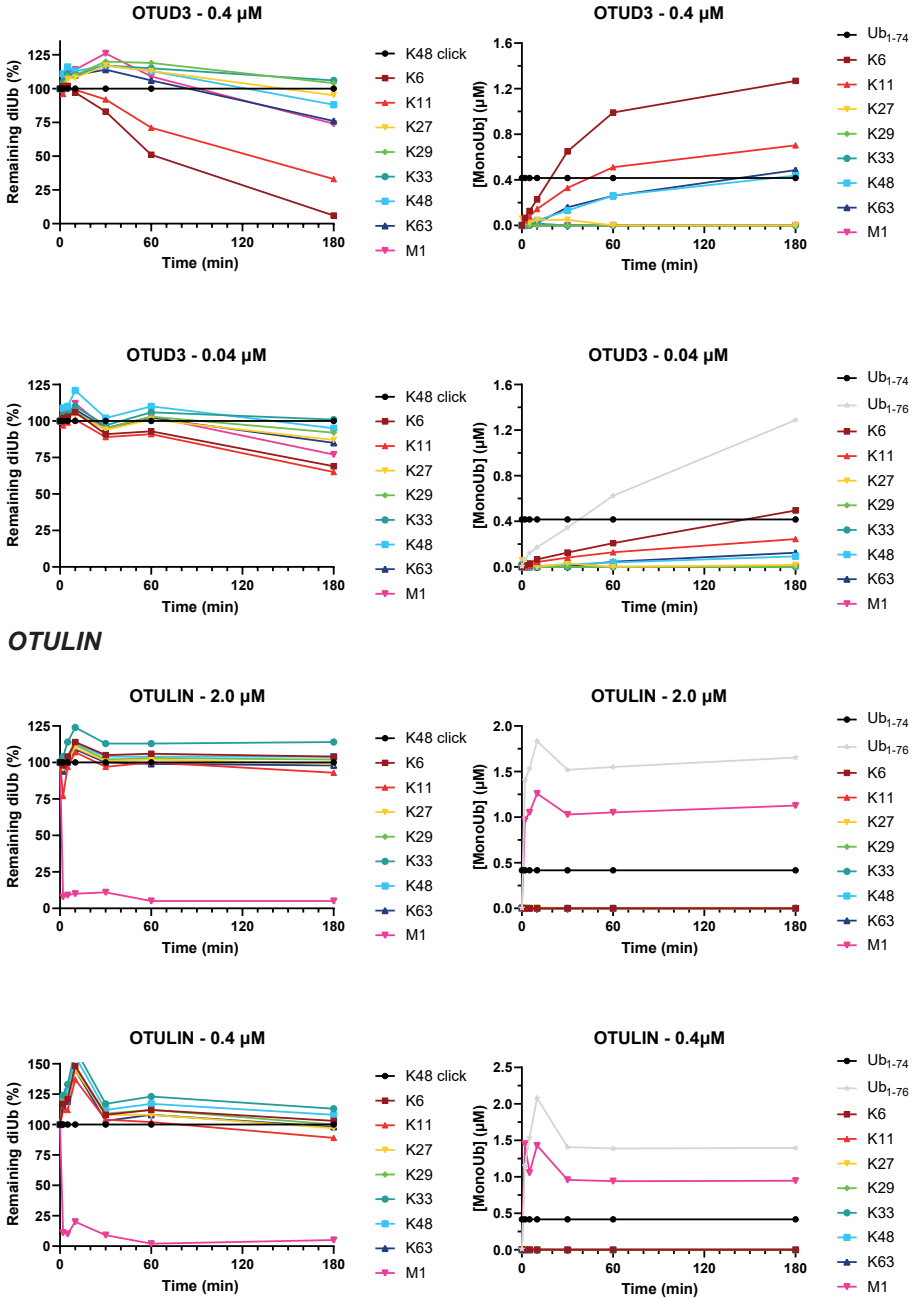 OTUD3 - 0.4 µM
Remaining diUb (%)
125
100
75
50
25
0
0 60 120 180
Time (min)
K48 click
K6
K11
K27
K29
K33
K48
K63
M1
OTUD3 - 0.4 µM
[MonoUb] (µM)
1.6
1.2
0.8
0.4
0.0
0 60 120 180
Time (min)
Ub1-74
K6
K11
K27
K29
K33
K48
K63
M1
OTUD3 - 0.04 µM
Remaining diUb (%)
125
100
75
50
25
0
0 60 120 180
Time (min)
K48 click
K6
K11
K27
K29
K33
K48
K63
M1
OTUD3 - 0.04 µM
[MonoUb] (µM)
1.6
1.2
0.8
0.4
0.0
0 60 120 180
Time (min)
Ub1-74
Ub1-76
K6
K11
K27
K29
K33
K48
K63
M1
OTULIN
OTULIN - 2.0 µM
Remaining diUb (%)
125
100
75
50
25
0
0 60 120 180
Time (min)
K48 click
K6
K11
K27
K29
K33
K48
K63
M1
OTULIN - 2.0 µM
[MonoUb] (µM)
2.0
1.5
1.0
0.5
0.0
0 60 120 180
Time (min)
Ub1-74
Ub1-76
K6
K11
K27
K29
K33
K48
K63
M1
OTULIN - 0.4 µM
Remaining diUb (%)
150
125
100
75
50
25
0
0 60 120 180
Time (min)
K48 click
K6
K11
K27
K29
K33
K48
K63
M1
OTULIN - 0.4µM
[MonoUb] (µM)
2.5
2.0
1.5
1.0
0.5
0.0
0 60 120 180
Time (min)
Ub1-74
Ub1-76
K6
K11
K27
K29
K33
K48
K63
M1